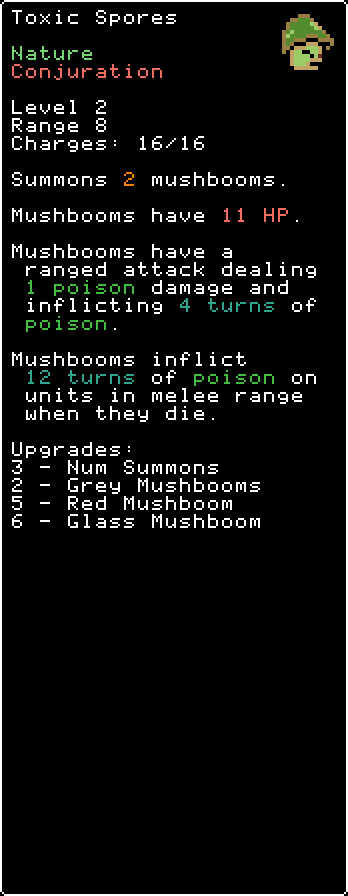 Toxic Spores
Nature
Conjuration
Level 2
Range 8
Charges: 16/16
Summons 2 mushbooms.
Mushbooms have 11 HP.
Mushbooms have a
ranged attack dealing
1 poison damage and
inflicting 4 turns of
poison.
Mushbooms inflict
12 turns of poison on
units in melee range
when they die.
Upgrades:
3 - Num Summons
2 - Grey Mushbooms
5 - Red Mushboom
6 - Glass Mushboom